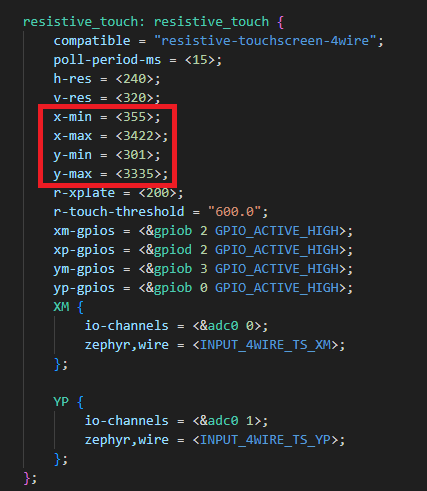 resistive_touch: resistive_touch {
compatible = "resistive-touchscreen-4wire";
poll-period-ms = <15>;
h-res = <240>;
v-res = <320>;
x-min = <355>;
x-max = <3422>;
y-min = <301>;
y-max = <3335>;
r-xplate = <200>;
r-touch-threshold = "600.0";
xm-gpios = <&gpiob 2 GPIO_ACTIVE_HIGH>;
xp-gpios = <&gpiod 2 GPIO_ACTIVE_HIGH>;
ym-gpios = <&gpiob 3 GPIO_ACTIVE_HIGH>;
yp-gpios = <&gpiob 0 GPIO_ACTIVE_HIGH>;
XM {
io-channels = <&adc0 0>;
zephyr,wire = <INPUT_4WIRE_TS_XM>;
};
YP {
io-channels = <&adc0 1>;
zephyr,wire = <INPUT_4WIRE_TS_YP>;
};
};